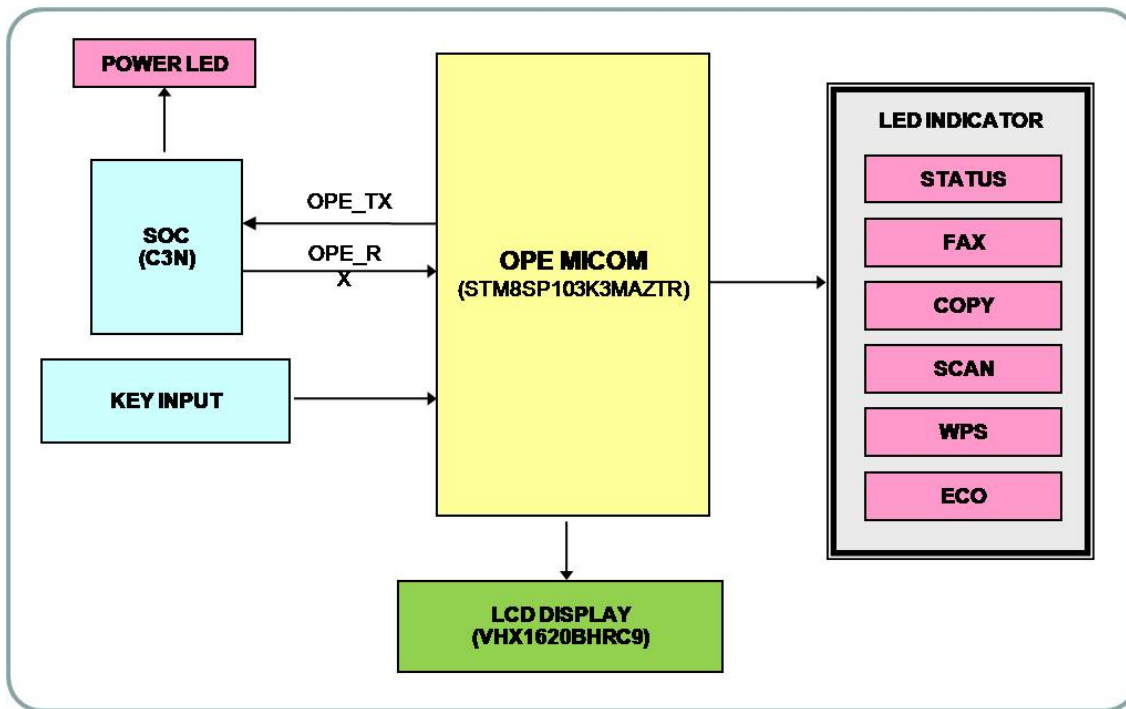 POWER LED
LED INDICATOR
STATUS
FAX
COPY
SCAN
WPS
ECO
SOC
(C3N)
OPE_TX
OPE_R
X
OPE MICOM
(STM8SP103K3MAZTR)
KEY INPUT
LCD DISPLAY
(VHX1620BHRC9)